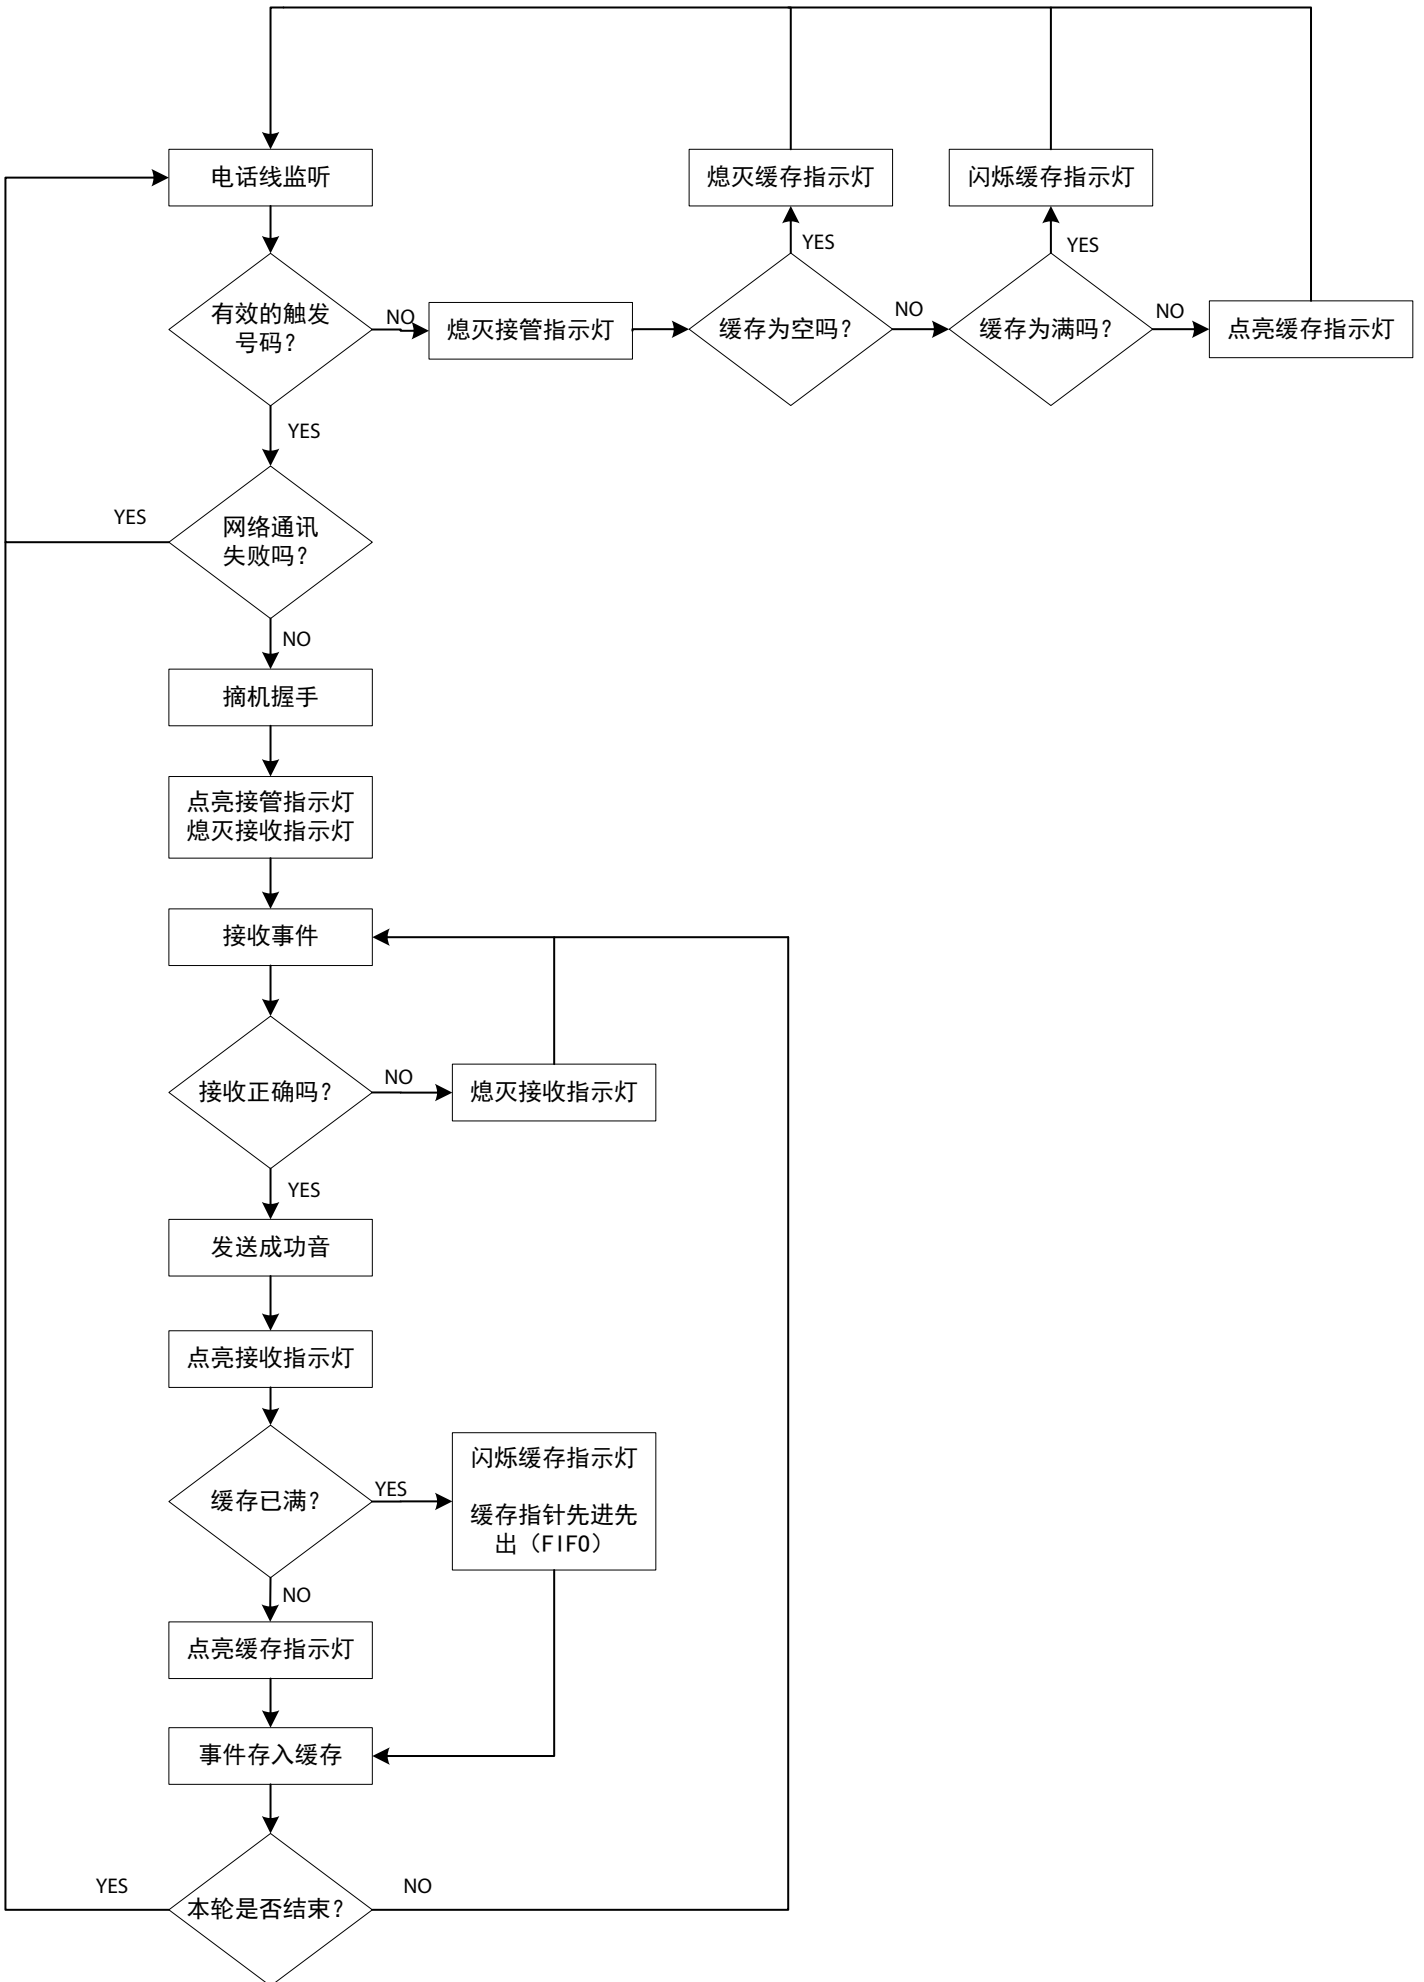 电话线监听
熄灭缓存指示灯
闪烁缓存指示灯
YES
YES
有效的触发
号码？
NO
熄灭接管指示灯
缓存为空吗？
NO
缓存为满吗？
NO
点亮缓存指示灯
YES
YES
网络通讯
失败吗？
NO
摘机握手
点亮接管指示灯
熄灭接收指示灯
接收事件
接收正确吗？
NO
熄灭接收指示灯
YES
发送成功音
点亮接收指示灯
缓存已满？
YES
闪烁缓存指示灯
缓存指针先进先
出（FIFO）
NO
点亮缓存指示灯
事件存入缓存
YES
本轮是否结束？
NO